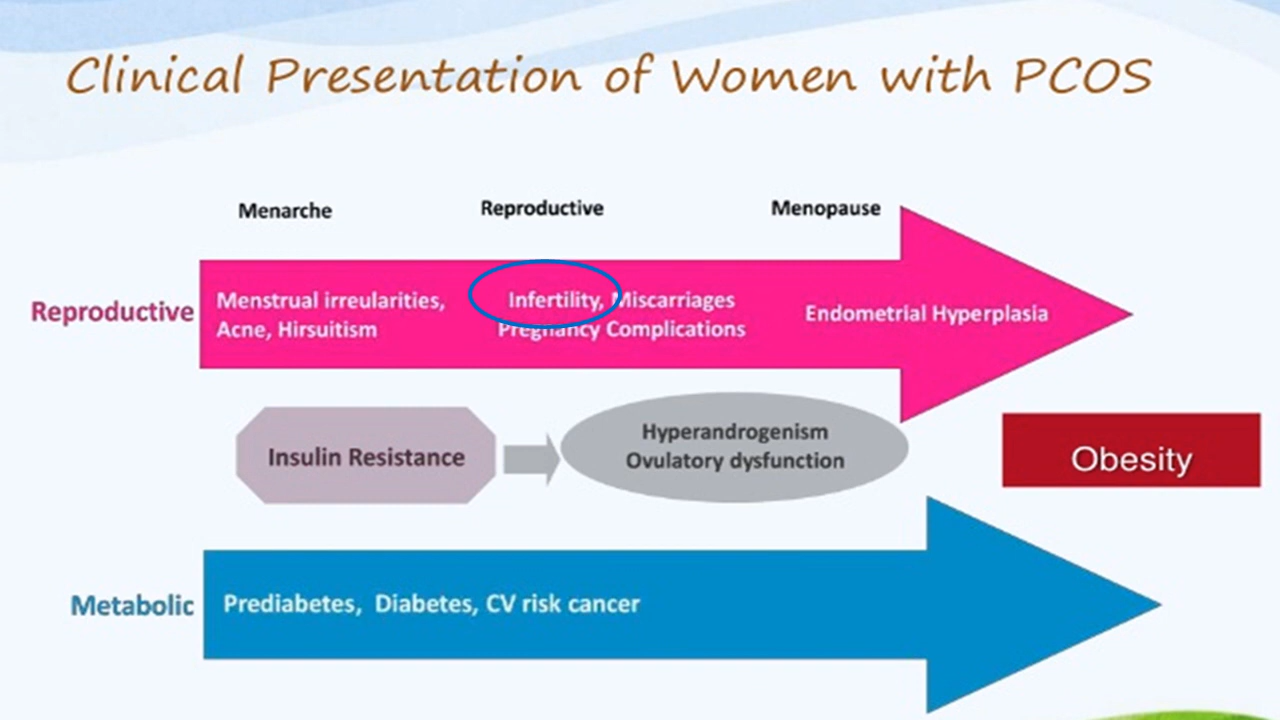 Clinical Presentation of Women with PCOS
Menarche
Reproductive
Menopause
Reproductive
Menstrual irreularities,
Acne, Hirsuitism
Infertility, Miscarriages
Pregnancy Complications
Endometrial Hyperplasia
Insulin Resistance
Hyperandrogenism
Ovulatory dysfunction
Obesity
Metabolic
Prediabetes, Diabetes, CV risk cancer